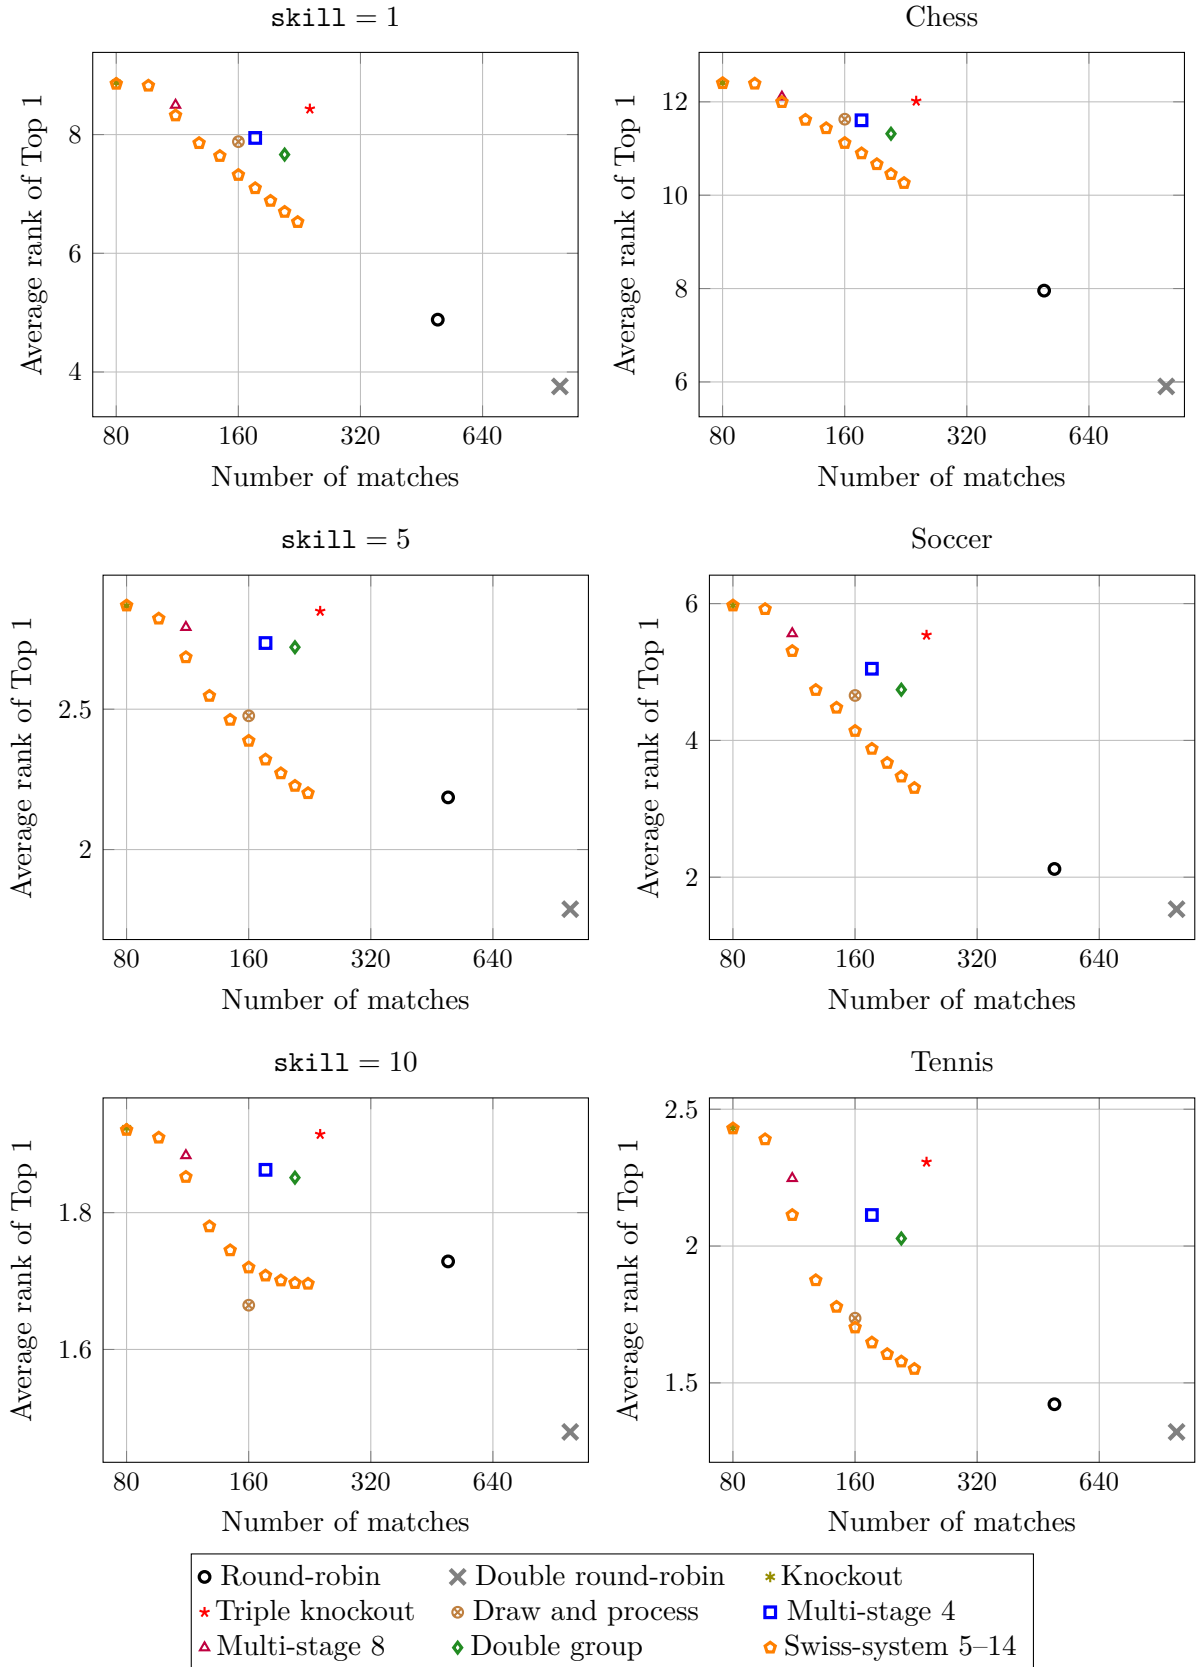 skill = 1
Average rank of Top 1
8
6
4
80 160 320 640
Number of matches
Chess
Average rank of Top 1
12
10
8
6
80 160 320 640
Number of matches
skill = 5
Average rank of Top 1
2.5
2
80 160 320 640
Number of matches
Soccer
Average rank of Top 1
6
4
2
80 160 320 640
Number of matches
skill = 10
Average rank of Top 1
1.8
1.6
80 160 320 640
Number of matches
Tennis
Average rank of Top 1
2.5
2
1.5
80 160 320 640
Number of matches
Round-robin Double round-robin Knockout
Triple knockout Draw and process Multi-stage 4
Multi-stage 8 Double group Swiss-system 5–14